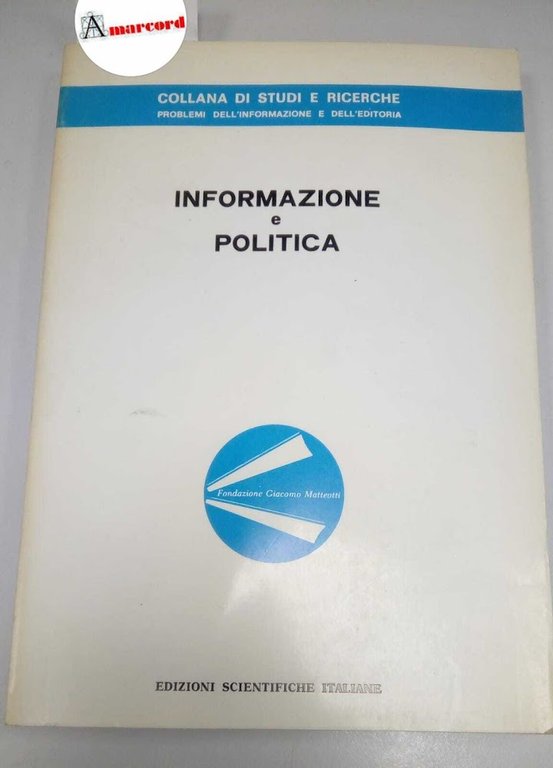 Amarcord
COLLANA DI STUDI E RICERCHE
PROBLEMI DELL'INFORMAZIONE E DELL'EDITORIA
INFORMAZIONE
e
POLITICA
Fondazione Giacomo Matteotti
EDIZIONI SCIENTIFICHE ITALIANE